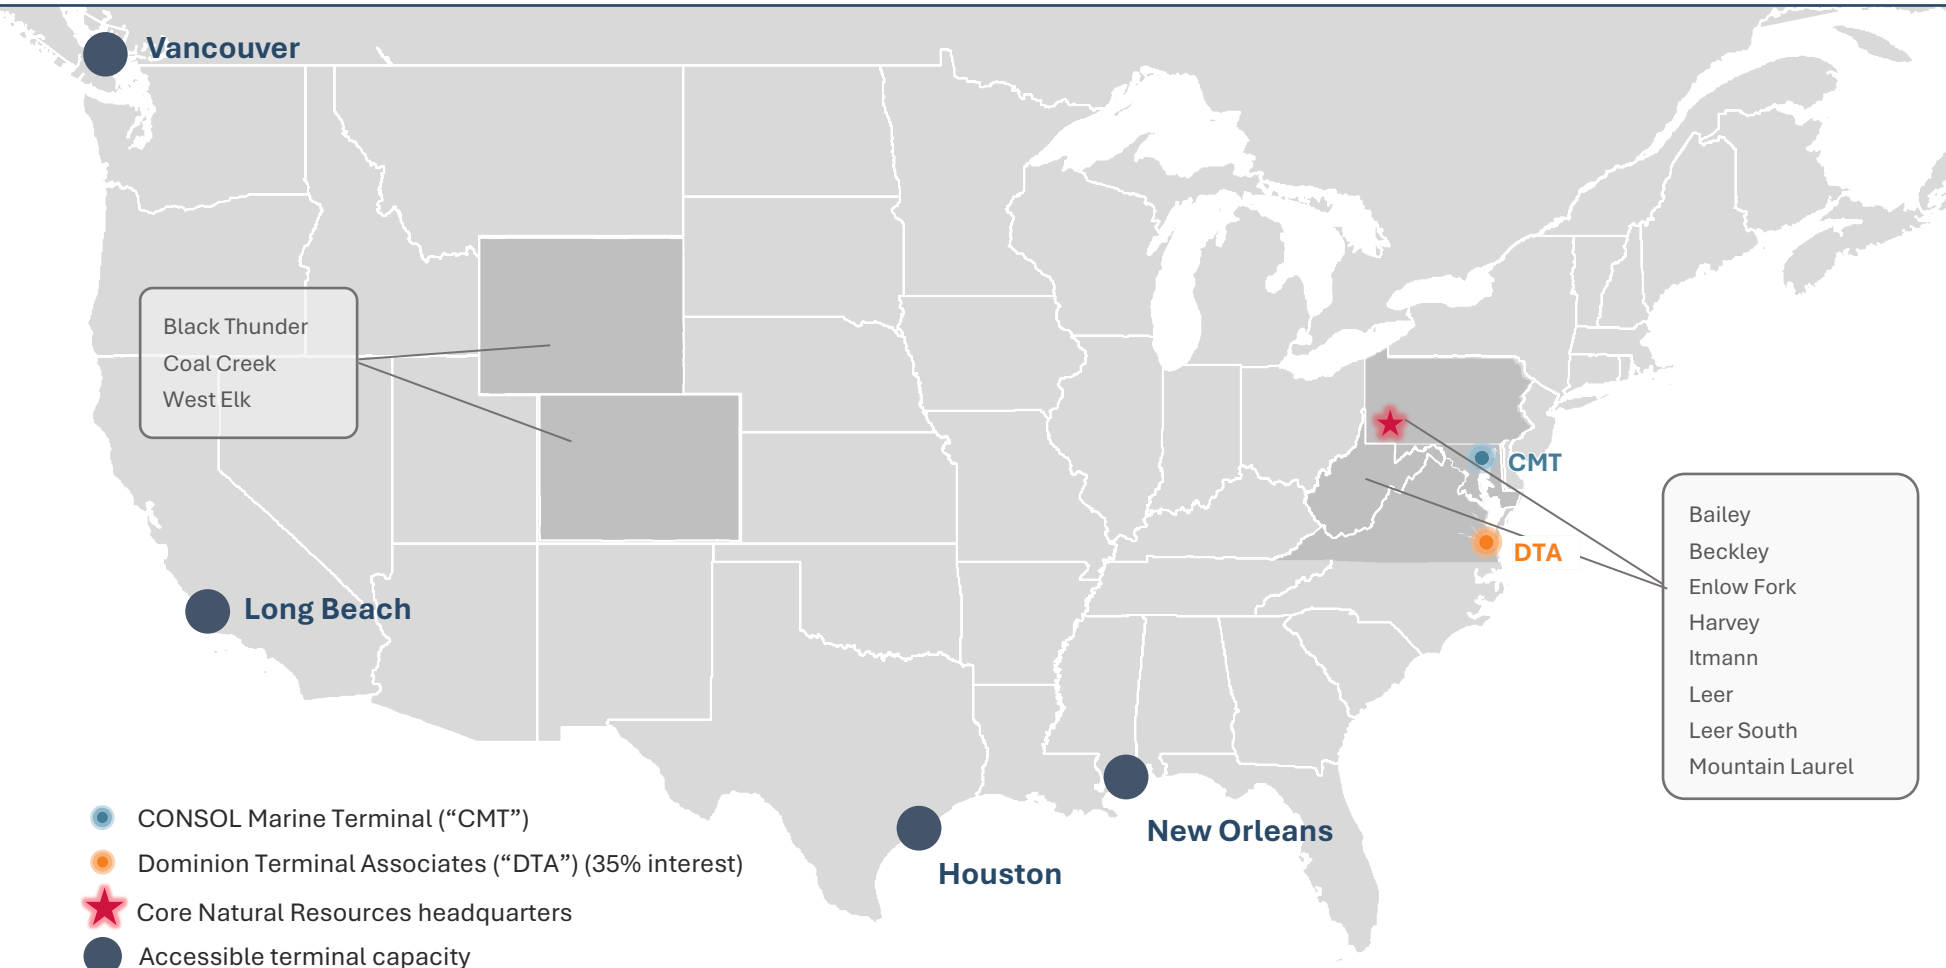 Vancouver
Black Thunder
Coal Creek
West Elk
CMT
DTA
Bailey
Beckley
Enlow Fork
Harvey
Itmann
Leer
Leer South
Mountain Laurel
Long Beach
New Orleans
Houston
CONSOL Marine Terminal (“CMT”)
Dominion Terminal Associates (“DTA”) (35% interest)
Core Natural Resources headquarters
Accessible terminal capacity